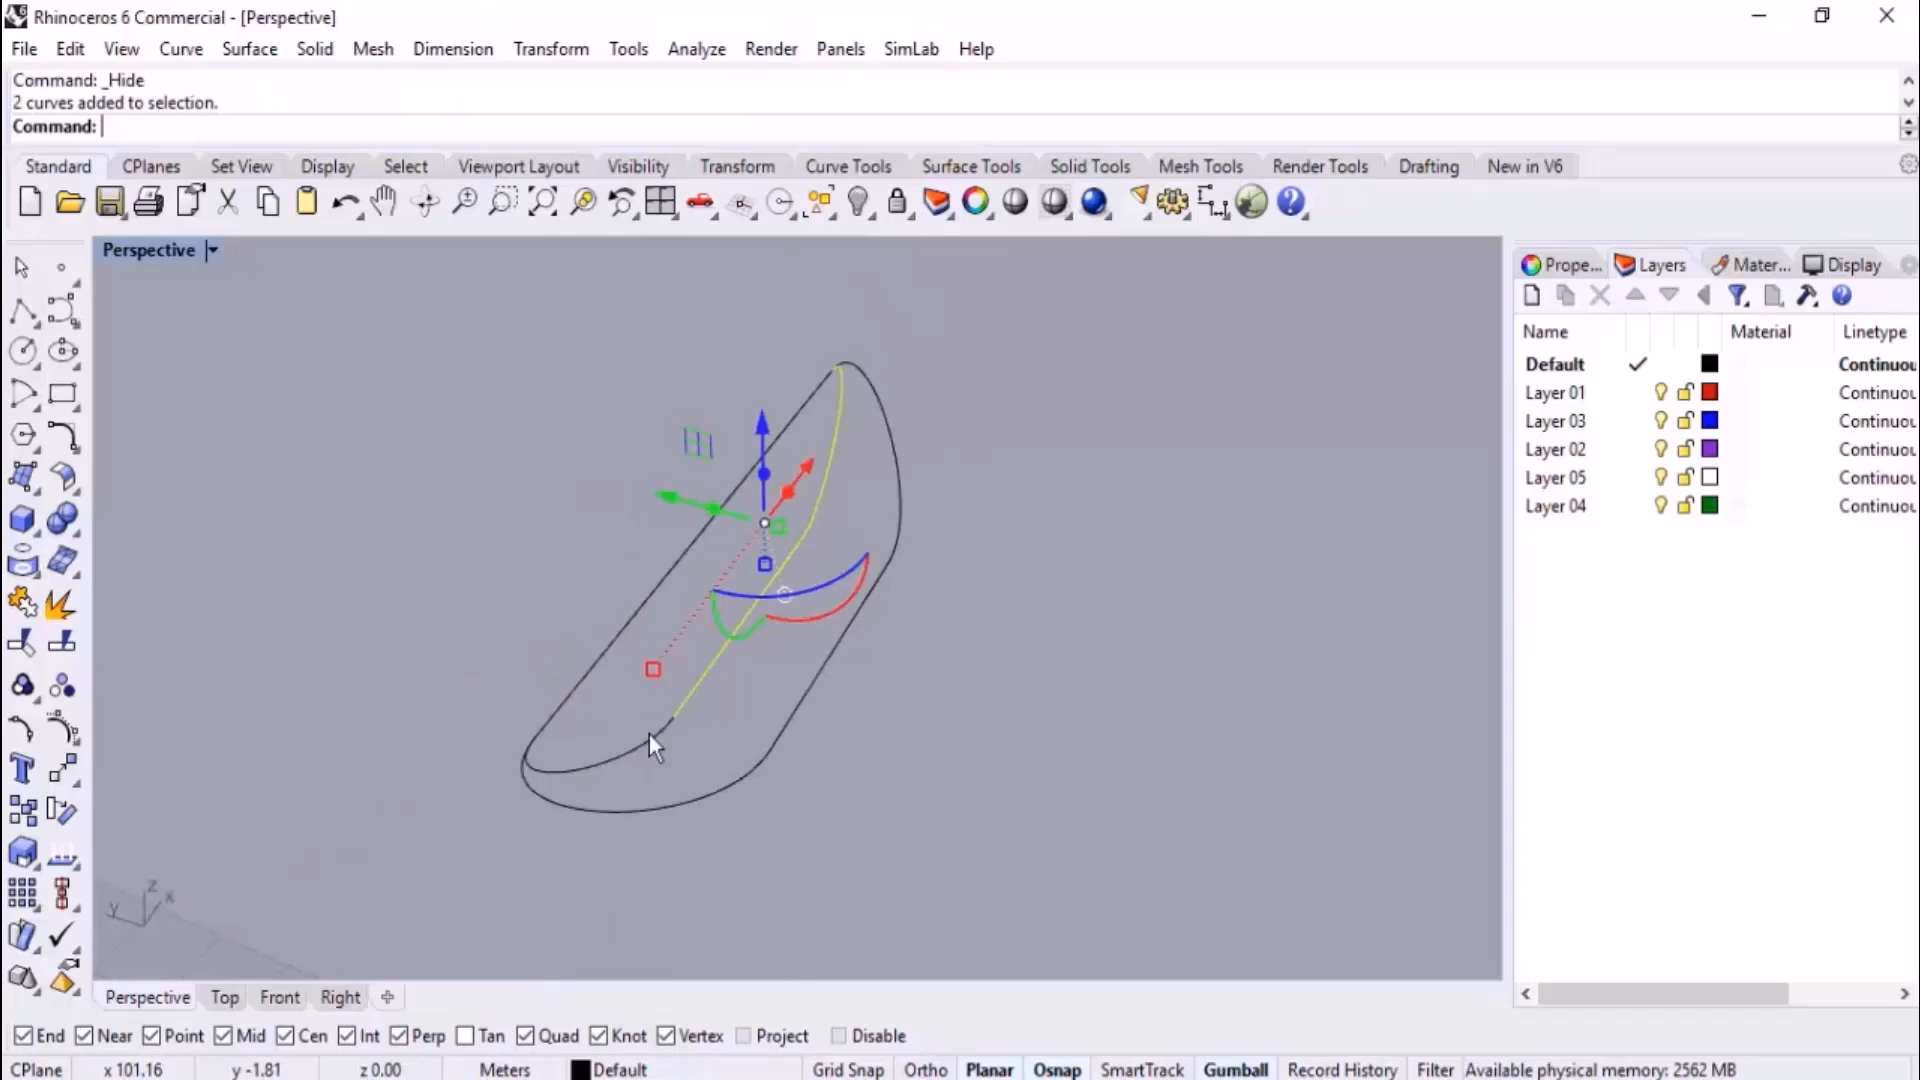 Rhinoceros 6 Commercial - [Perspective]
File Edit View Curve Surface Solid Mesh Dimension Transform Tools Analyze Render Panels SimLab Help
Command: _Hide
2 curves added to selection.
Command:
Standard CPlanes Set View Display Select Viewport Layout Visibility Transform Curve Tools Surface Tools Solid Tools Mesh Tools Render Tools Drafting New in V6
Perspective
Prope... Layers Mater... Display
Name Material Linetype
Default Continuou
Layer 01 Continuou
Layer 03 Continuou
Layer 02 Continuou
Layer 05 Continuou
Layer 04 Continuou
z
y x
Perspective Top Front Right
End Near Point Mid Cen Int Perp Tan Quad Knot Vertex Project Disable
CPlane x 101.16 y -1.81 z 0.00 Meters Default Grid Snap Ortho Planar Osnap SmartTrack Gumball Record History Filter Available physical memory: 2562 MB